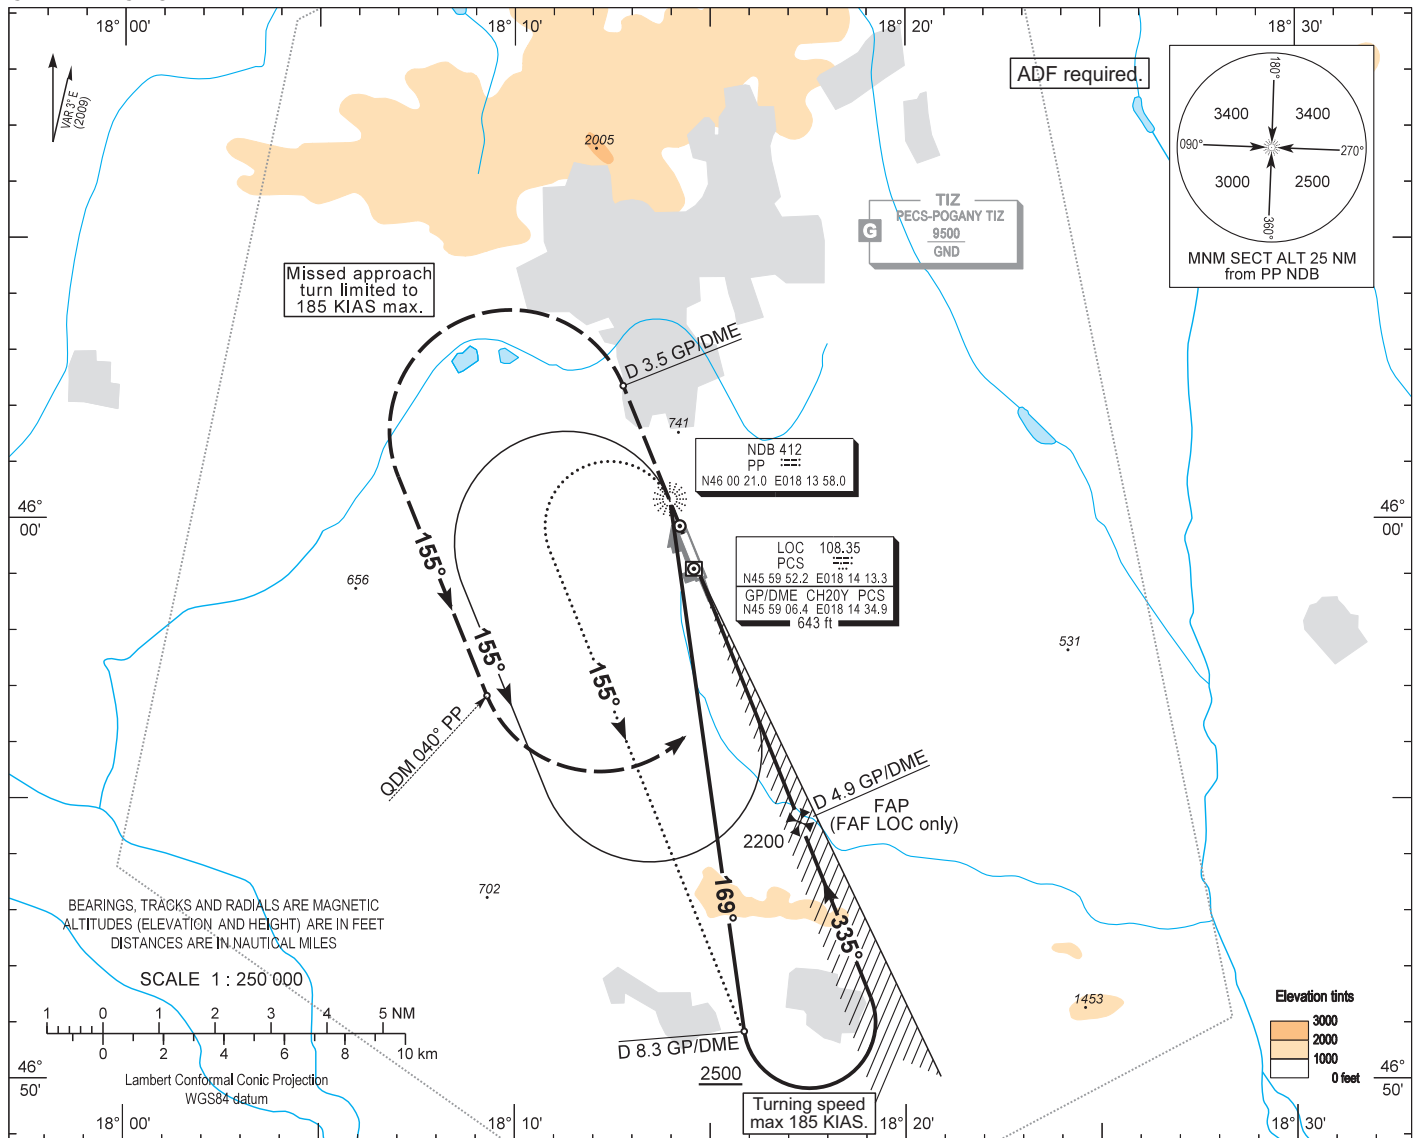 18° 00'
18° 10'
18° 20'
18° 30'
VAR 3° E
(2009)
ADF required.
180°
3400
3400
090°
270°
3000
2500
360°
MNM SECT ALT 25 NM
from PP NDB
2005
TIZ
PECS-POGANY TIZ
G
9500
GND
Missed approach
turn limited to
185 KIAS max.
D 3.5 GP/DME
741
NDB 412
PP
N46 00 21.0 E018 13 58.0
46°
00'
46°
00'
LOC 108.35
PCS
N45 59 52.2 E018 14 13.3
GP/DME CH20Y PCS
N45 59 06.4 E018 14 34.9
643 ft
155°
656
155°
155°
531
QDM 040° PP
D 4.9 GP/DME
FAP
(FAF LOC only)
2200
702
169°
335°
BEARINGS, TRACKS AND RADIALS ARE MAGNETIC
ALTITUDES (ELEVATION AND HEIGHT) ARE IN FEET
DISTANCES ARE IN NAUTICAL MILES
SCALE 1 : 250 000
1 0 1 2 3 4 5 NM
0 2 4 6 8 10 km
Lambert Conformal Conic Projection
WGS84 datum
1453
D 8.3 GP/DME
2500
Turning speed
max 185 KIAS.
Elevation tints
3000
2000
1000
0 feet
46°
50'
46°
50'
18° 00'
18° 10'
18° 20'
18° 30'